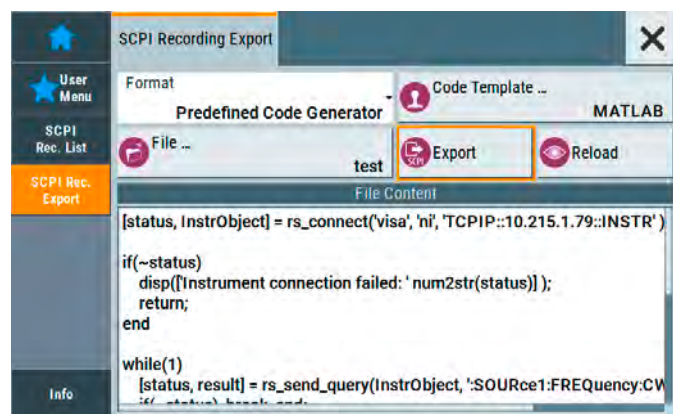 SCPI Recording Export
User
Menu
SCPI
Rec. List
SCPI Rec.
Export
Info
Format
Predefined Code Generator
Code Template ...
MATLAB
File ...
test
SCPI
Export
Reload
File Content
[status, InstrObject] = rs_connect('visa', 'ni', 'TCPIP::10.215.1.79::INSTR' )
if(~status)
disp(['Instrument connection failed: ' num2str(status)] );
return;
end
while(1)
[status, result] = rs_send_query(InstrObject, ':SOURce1:FREQuency:CW